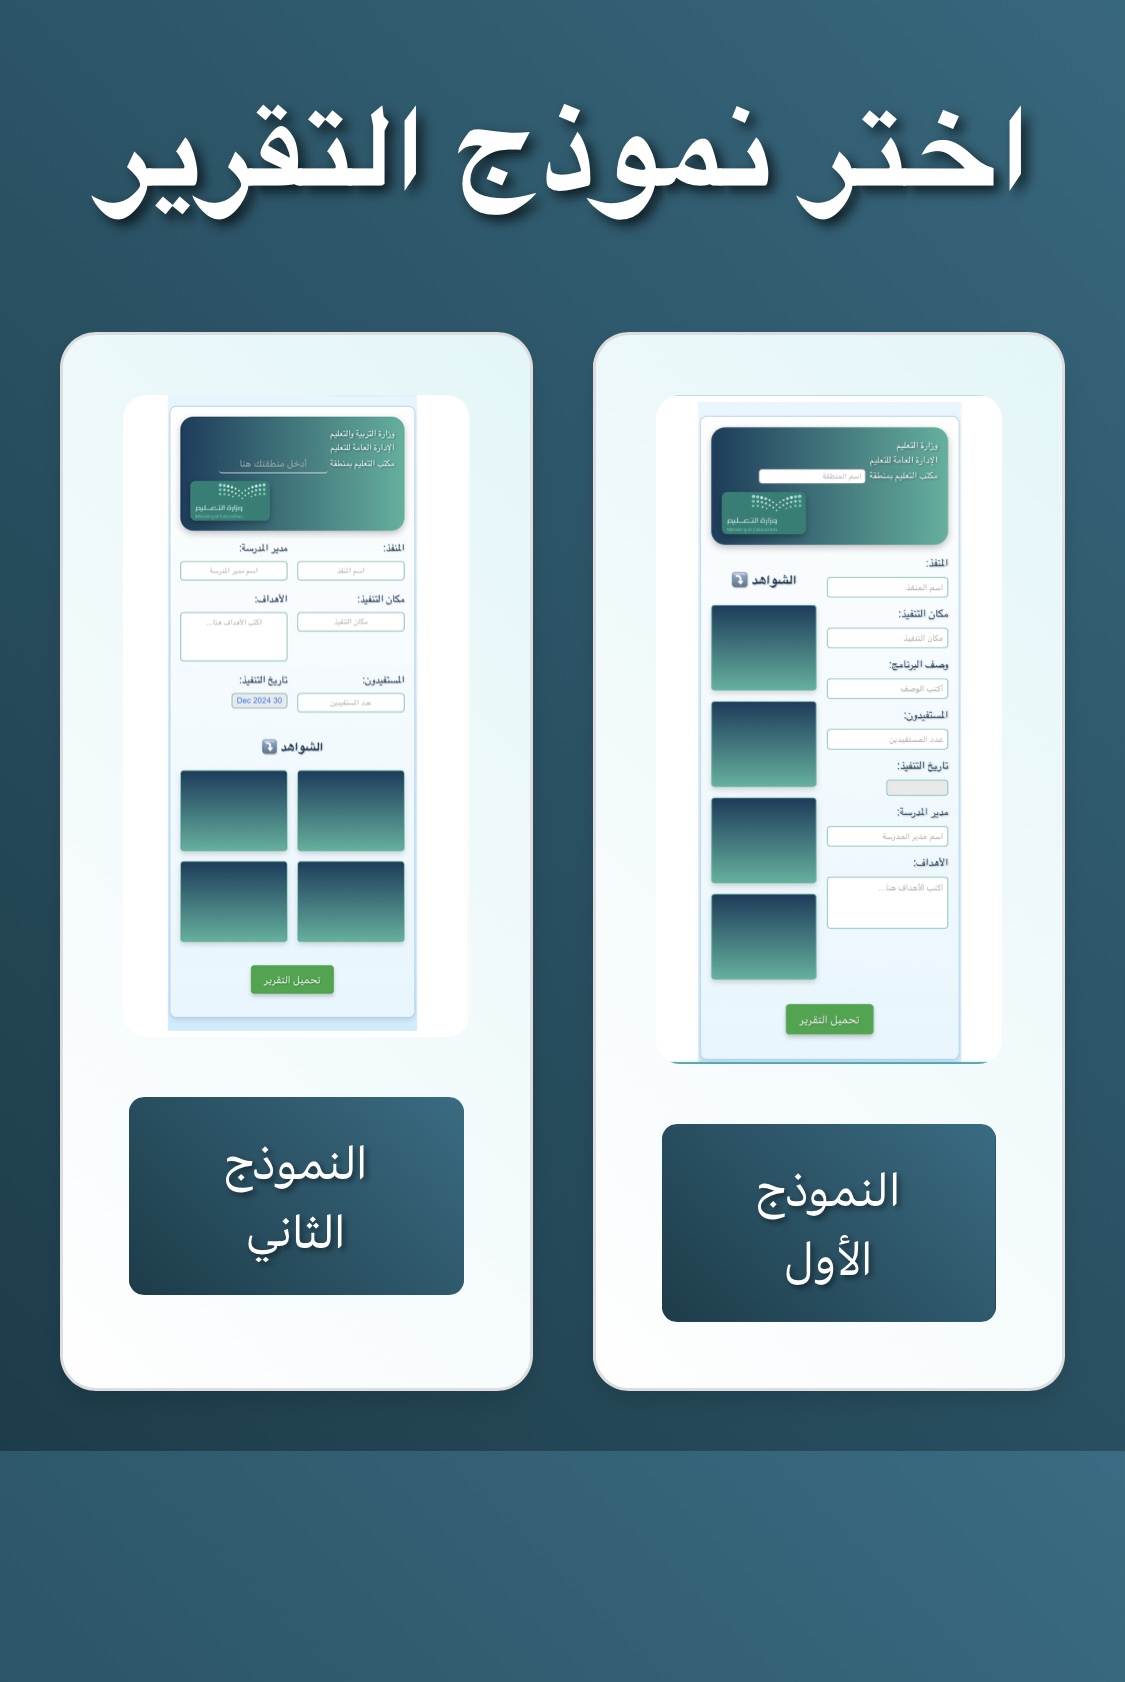 اختر نموذج التقرير
وزارة التعليم
الإدارة العامة للتعليم
مكتب التعليم بمنطقة اسم المنطقة
وزارة التعليم
Ministry of Education
المنفذ:
اسم المنفذ
مكان التنفيذ:
مكان التنفيذ
وصف البرنامج:
اكتب الوصف
المستفيدون:
عدد المستفيدين
تاريخ التنفيذ:
مدير المدرسة:
اسم مدير المدرسة
الأهداف:
اكتب الأهداف هنا...
الشواهد
تحميل التقرير
النموذج
الأول
وزارة التربية والتعليم
الإدارة العامة للتعليم
مكتب التعليم بمنطقة أدخل منطقتك هنا
وزارة التعليم
Ministry of Education
المنفذ:
مدير المدرسة:
اسم المنفذ
اسم مدير المدرسة
مكان التنفيذ:
الأهداف:
مكان التنفيذ
اكتب الأهداف هنا...
المستفيدون:
تاريخ التنفيذ:
عدد المستفيدين
30 Dec 2024
الشواهد
تحميل التقرير
النموذج
الثاني